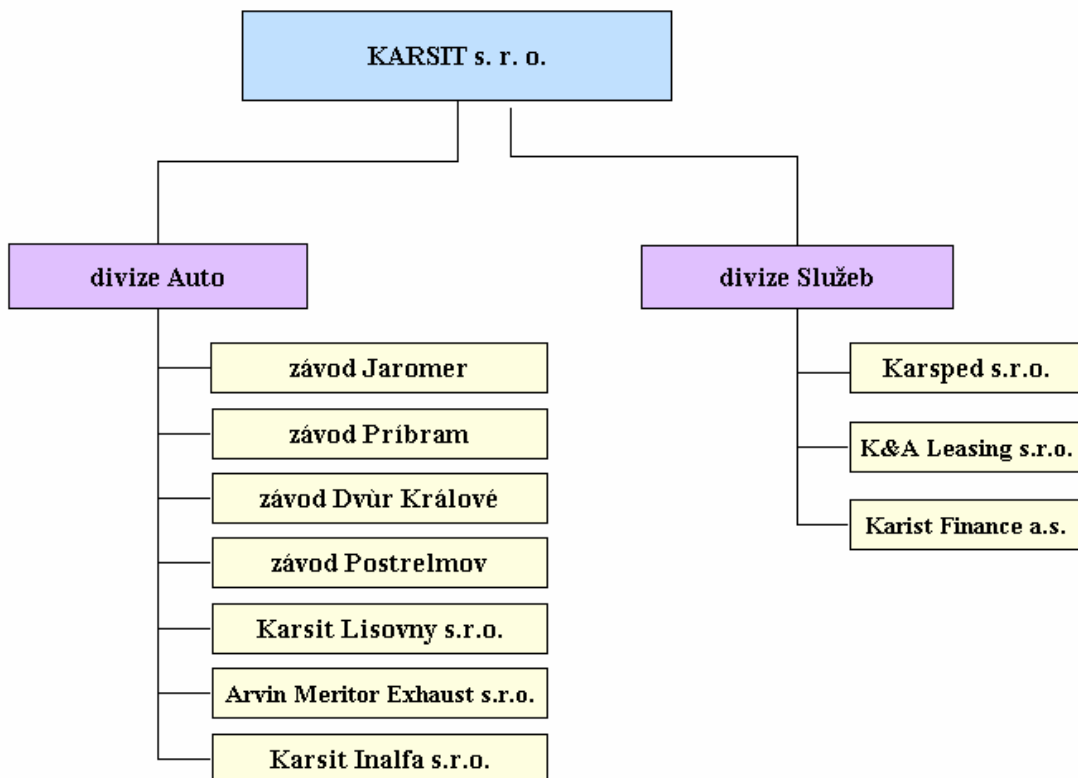 KARSIT s. r. o.
divize Auto
závod Jaromer
závod Príbram
závod Dvùr Králové
závod Postrelmov
Karsit Lisovny s.r.o.
Arvin Meritor Exhaust s.r.o.
Karsit Inalfa s.r.o.
divize Služeb
Karsped s.r.o.
K&A Leasing s.r.o.
Karist Finance a.s.